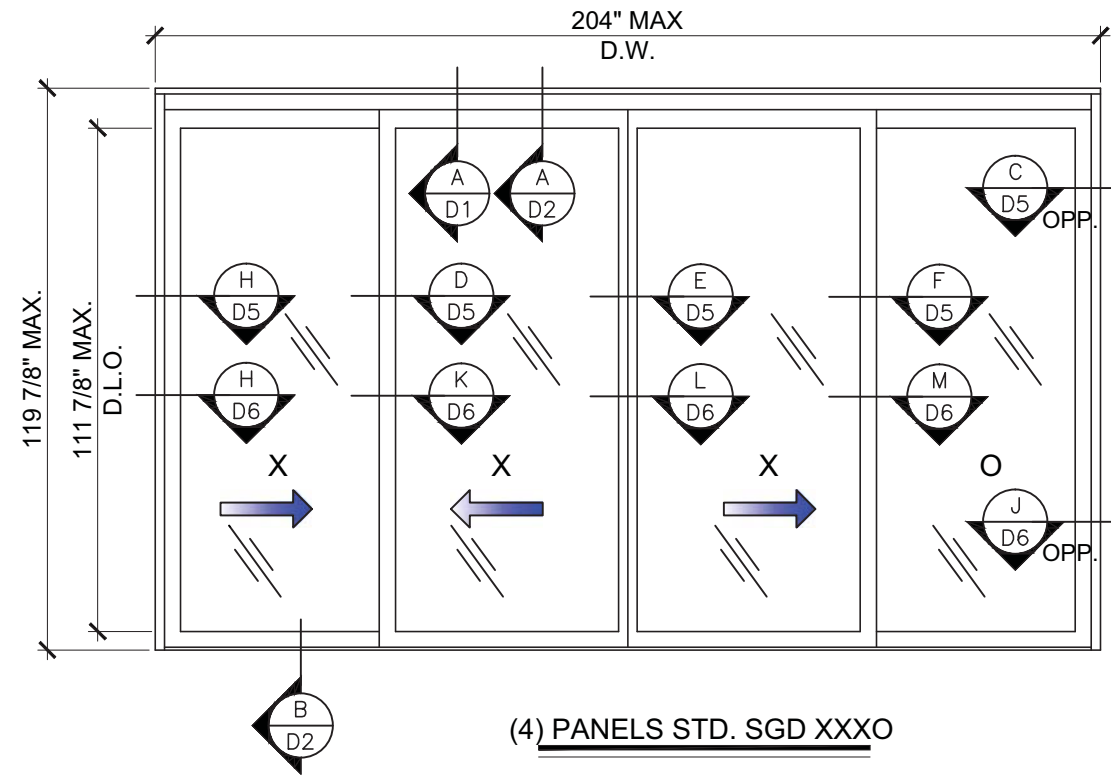 204" MAX
D.W.
119 7/8" MAX.
111 7/8" MAX.
D.L.O.
A
D1
A
D2
C
D5
OPP.
H
D5
D
D5
E
D5
F
D5
H
D6
K
D6
L
D6
M
D6
X
X
X
O
J
D6
OPP.
B
D2
(4) PANELS STD. SGD XXXO